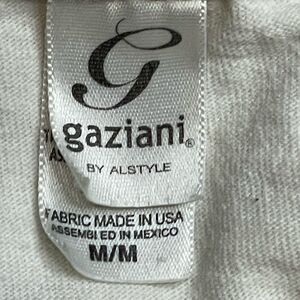 G
gaziani®
BY ALSTYLE
FABRIC MADE IN USA
ASSEMBLED IN MEXICO
M/M